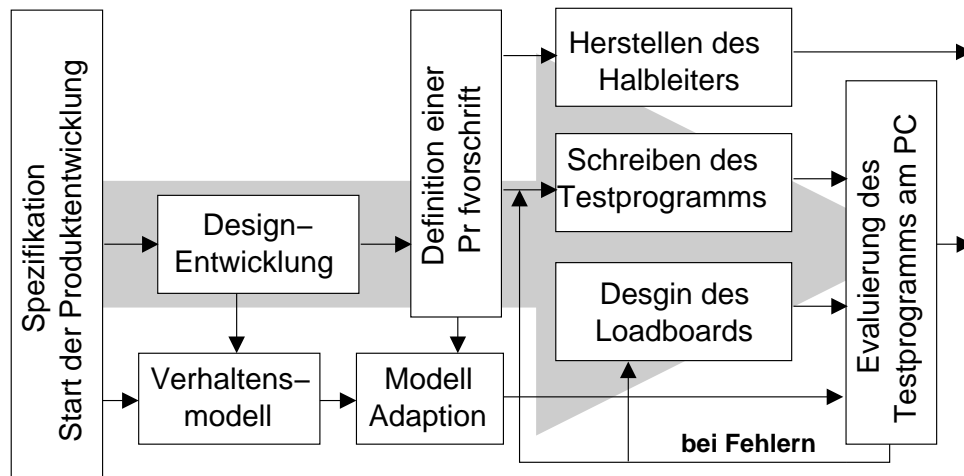 Spezifikation
Start der Produktentwicklung
Design–
Entwicklung
Verhaltens–
modell
Definition einer
Pr fvorschrift
Modell
Adaption
Herstellen des
Halbleiters
Schreiben des
Testprogramms
Desgin des
Loadboards
Evaluierung des
Testprogramms am PC
bei Fehlern